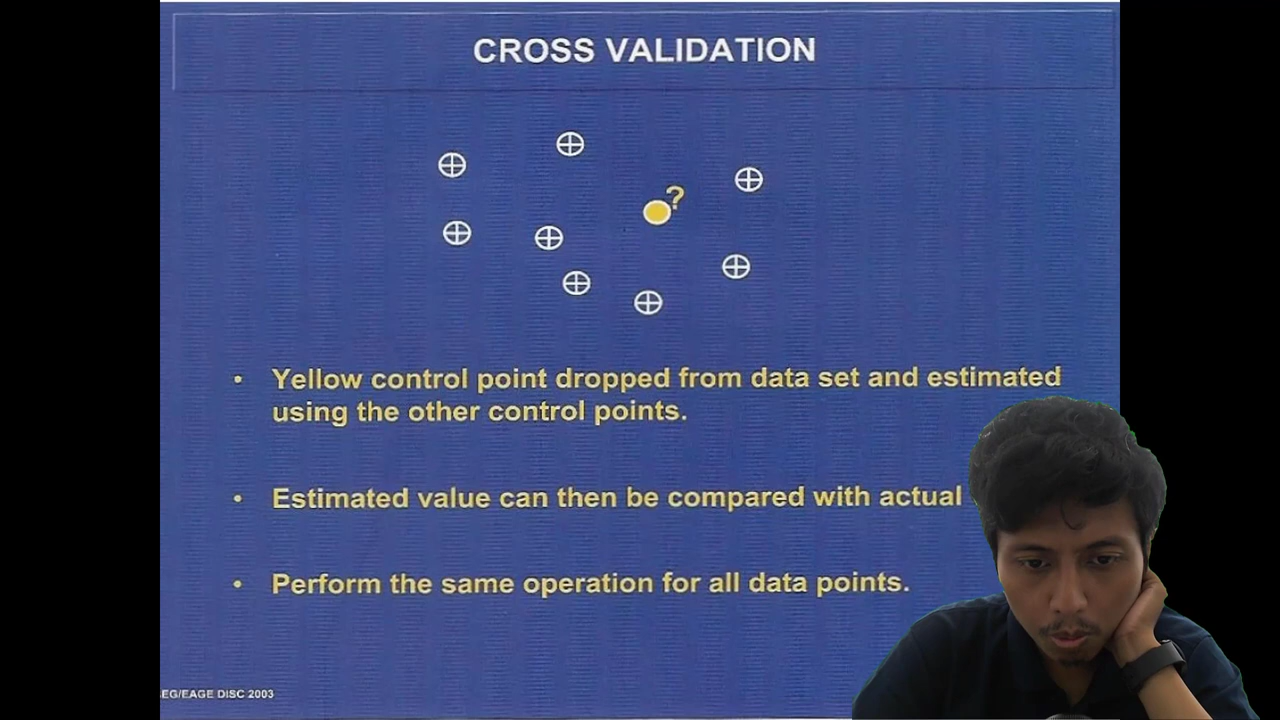 CROSS VALIDATION
?
• Yellow control point dropped from data set and estimated
using the other control points.
• Estimated value can then be compared with actual
• Perform the same operation for all data points.
EG/EAGE DISC 2003